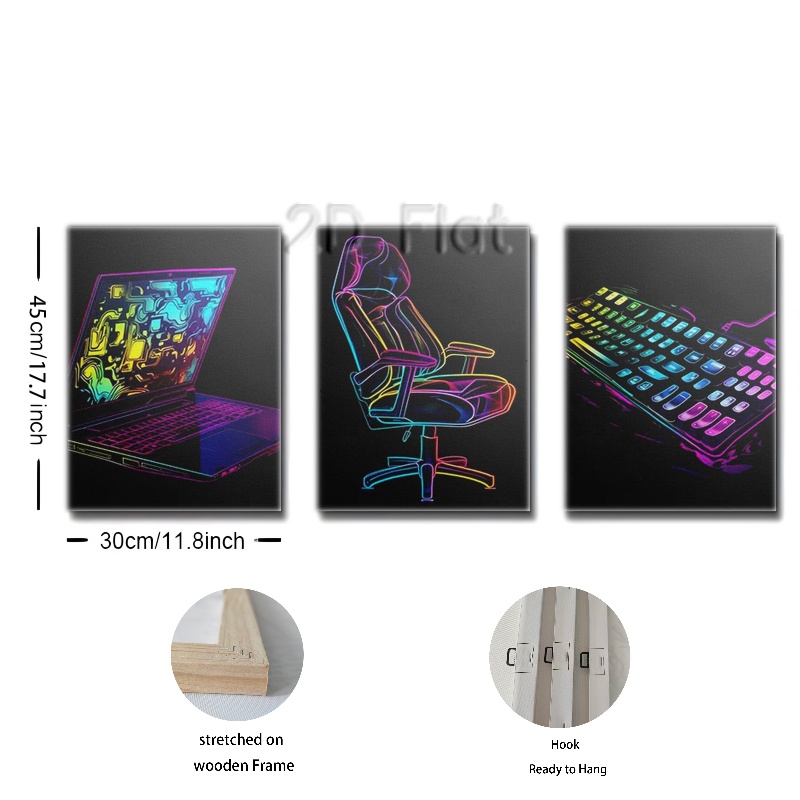 2D Flat
45cm/17.7inch
30cm/11.8inch
stretched on
wooden Frame
Hook
Ready to Hang